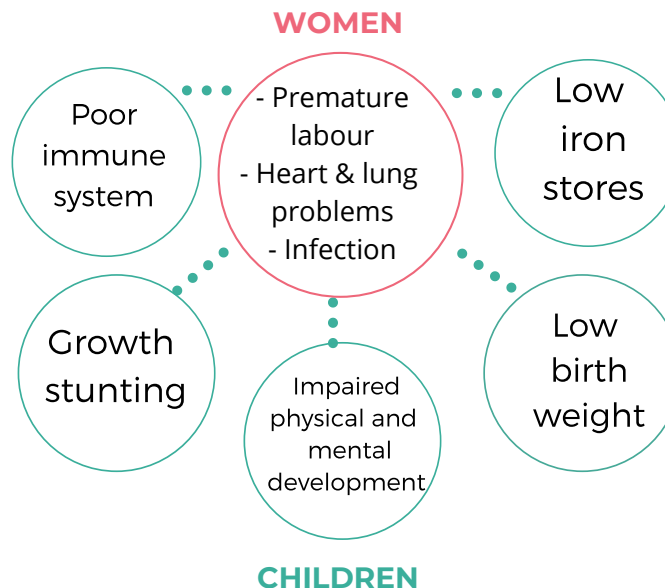 WOMEN
- Premature
labour
- Heart & lung
problems
- Infection
Poor
immune
system
Low
iron
stores
Growth
stunting
Impaired
physical and
mental
development
Low
birth
weight
CHILDREN